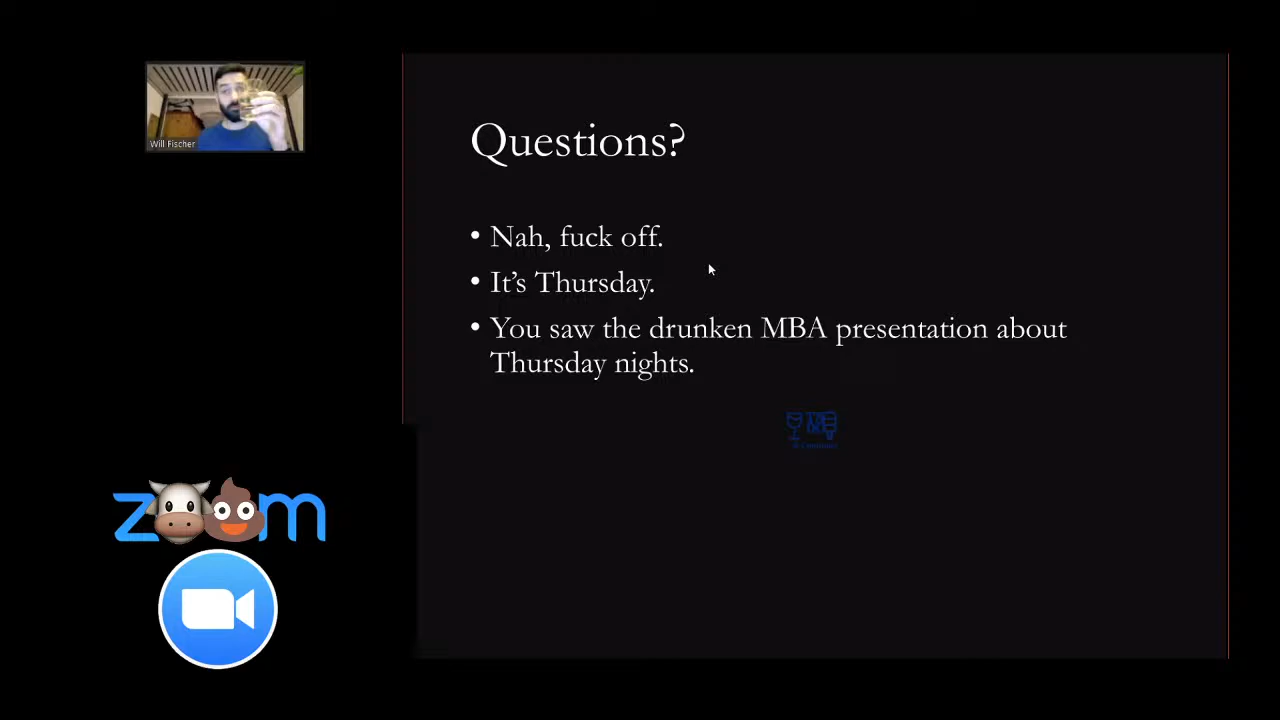 Will Fischer
Questions?
• Nah, fuck off.
• It’s Thursday.
• You saw the drunken MBA presentation about
Thursday nights.
zoom